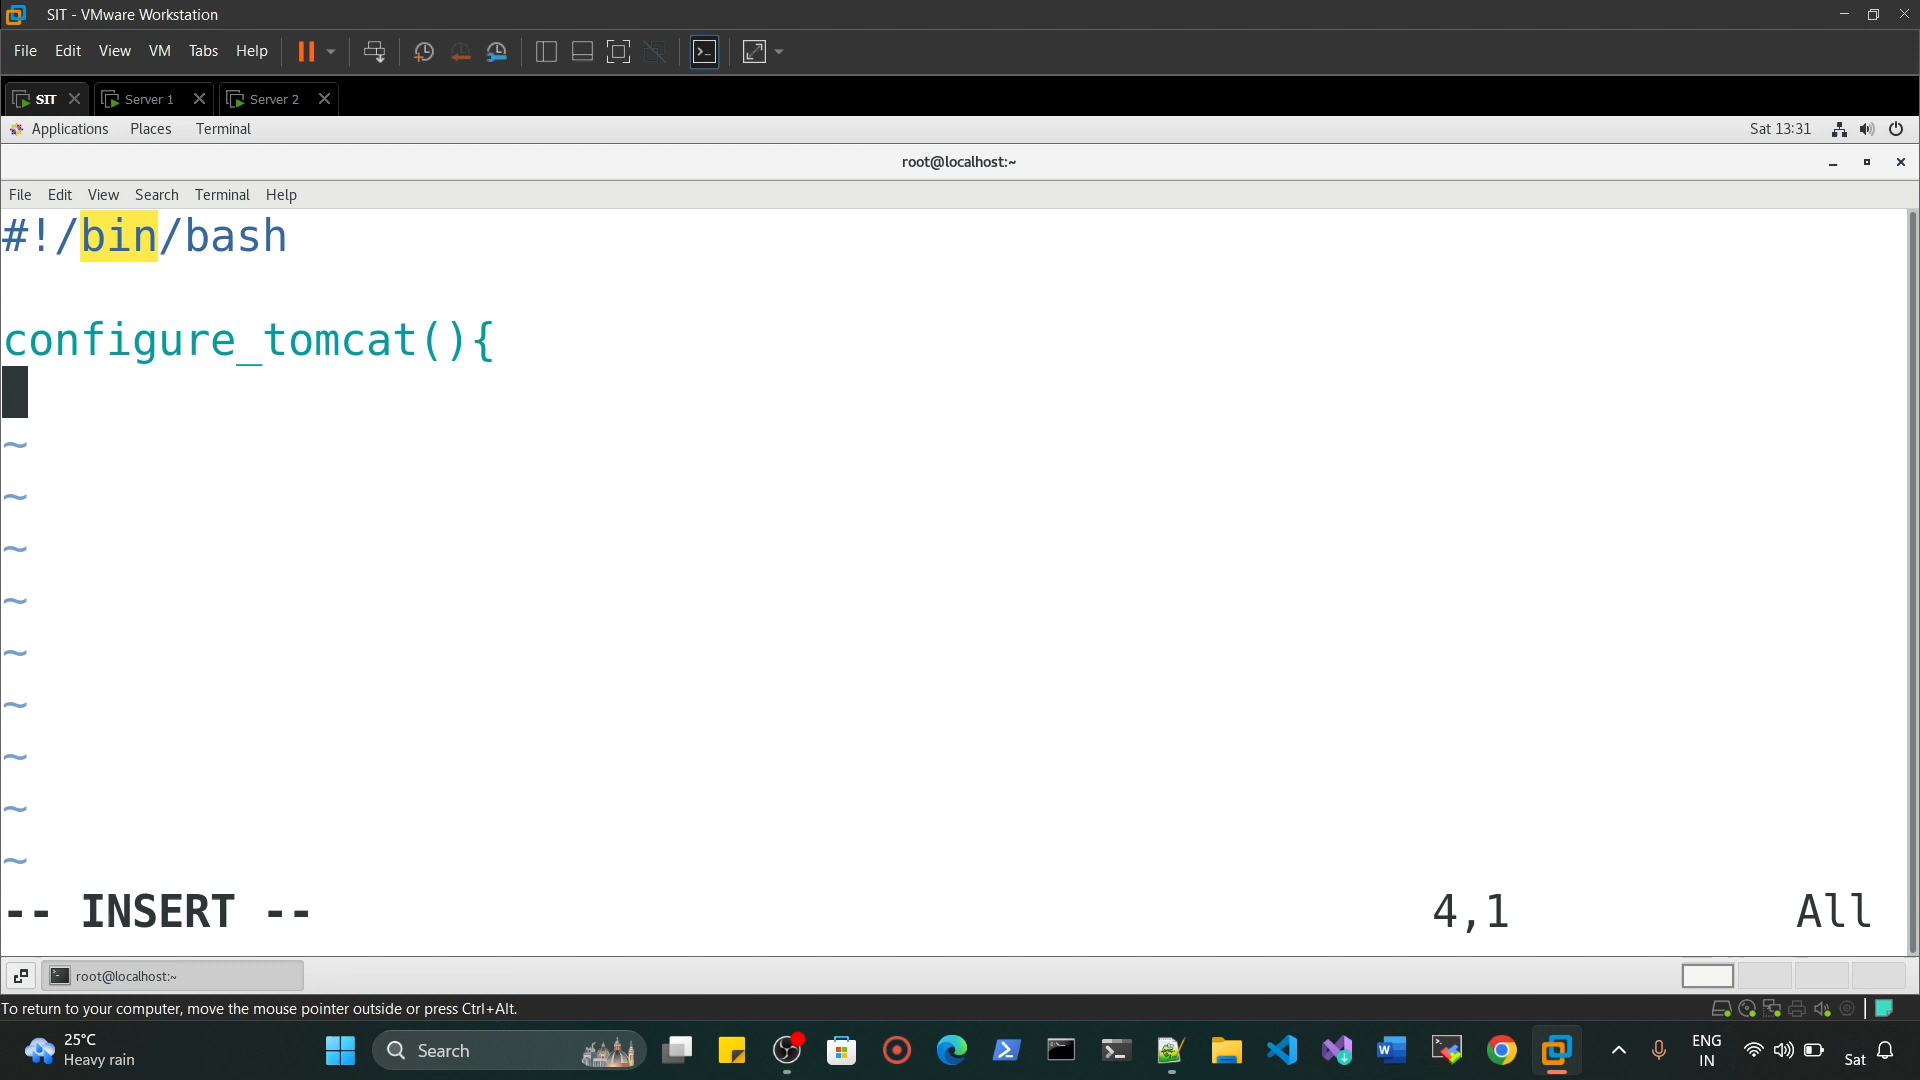 SIT - VMware Workstation
File Edit View VM Tabs Help
SIT Server 1 Server 2
Applications Places Terminal Sat 13:31
root@localhost:~
File Edit View Search Terminal Help
#!/bin/bash
configure_tomcat(){
~
~
~
~
~
~
~
~
~
-- INSERT -- 4,1 All
root@localhost:~
To return to your computer, move the mouse pointer outside or press Ctrl+Alt.
25°C
Heavy rain
Search
ENG
IN
Sat